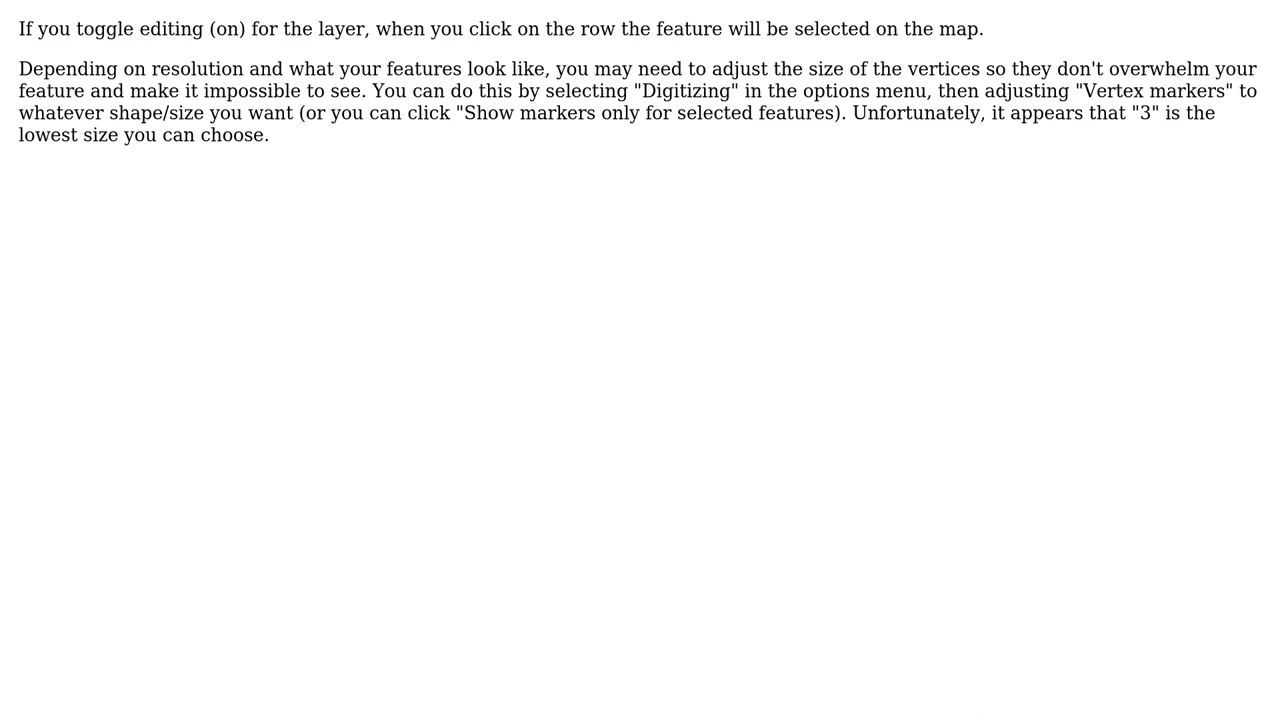 If you toggle editing (on) for the layer, when you click on the row the feature will be selected on the map.
Depending on resolution and what your features look like, you may need to adjust the size of the vertices so they don't overwhelm your
feature and make it impossible to see. You can do this by selecting "Digitizing" in the options menu, then adjusting "Vertex markers" to
whatever shape/size you want (or you can click "Show markers only for selected features). Unfortunately, it appears that "3" is the
lowest size you can choose.